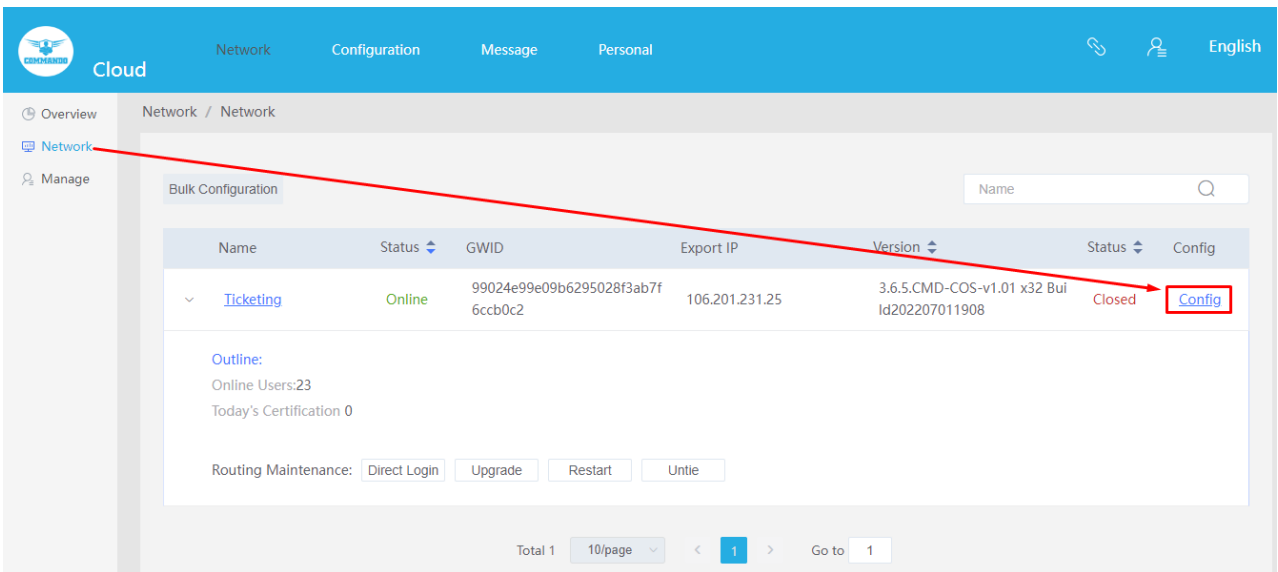 COMMANDO
Cloud
Network Configuration Message Personal English
Overview
Network
Manage
Network / Network
Bulk Configuration
Name
Name Status GWID Export IP Version Status Config
Ticketing Online 99024e99e09b6295028f3ab7f 106.201.231.25 3.6.5.CMD-COS-v1.01 x32 Bui Closed Config
6ccb0c2 ld202207011908
Outline:
Online Users:23
Today's Certification 0
Routing Maintenance: Direct Login Upgrade Restart Untie
Total 1 10/page < 1 > Go to 1